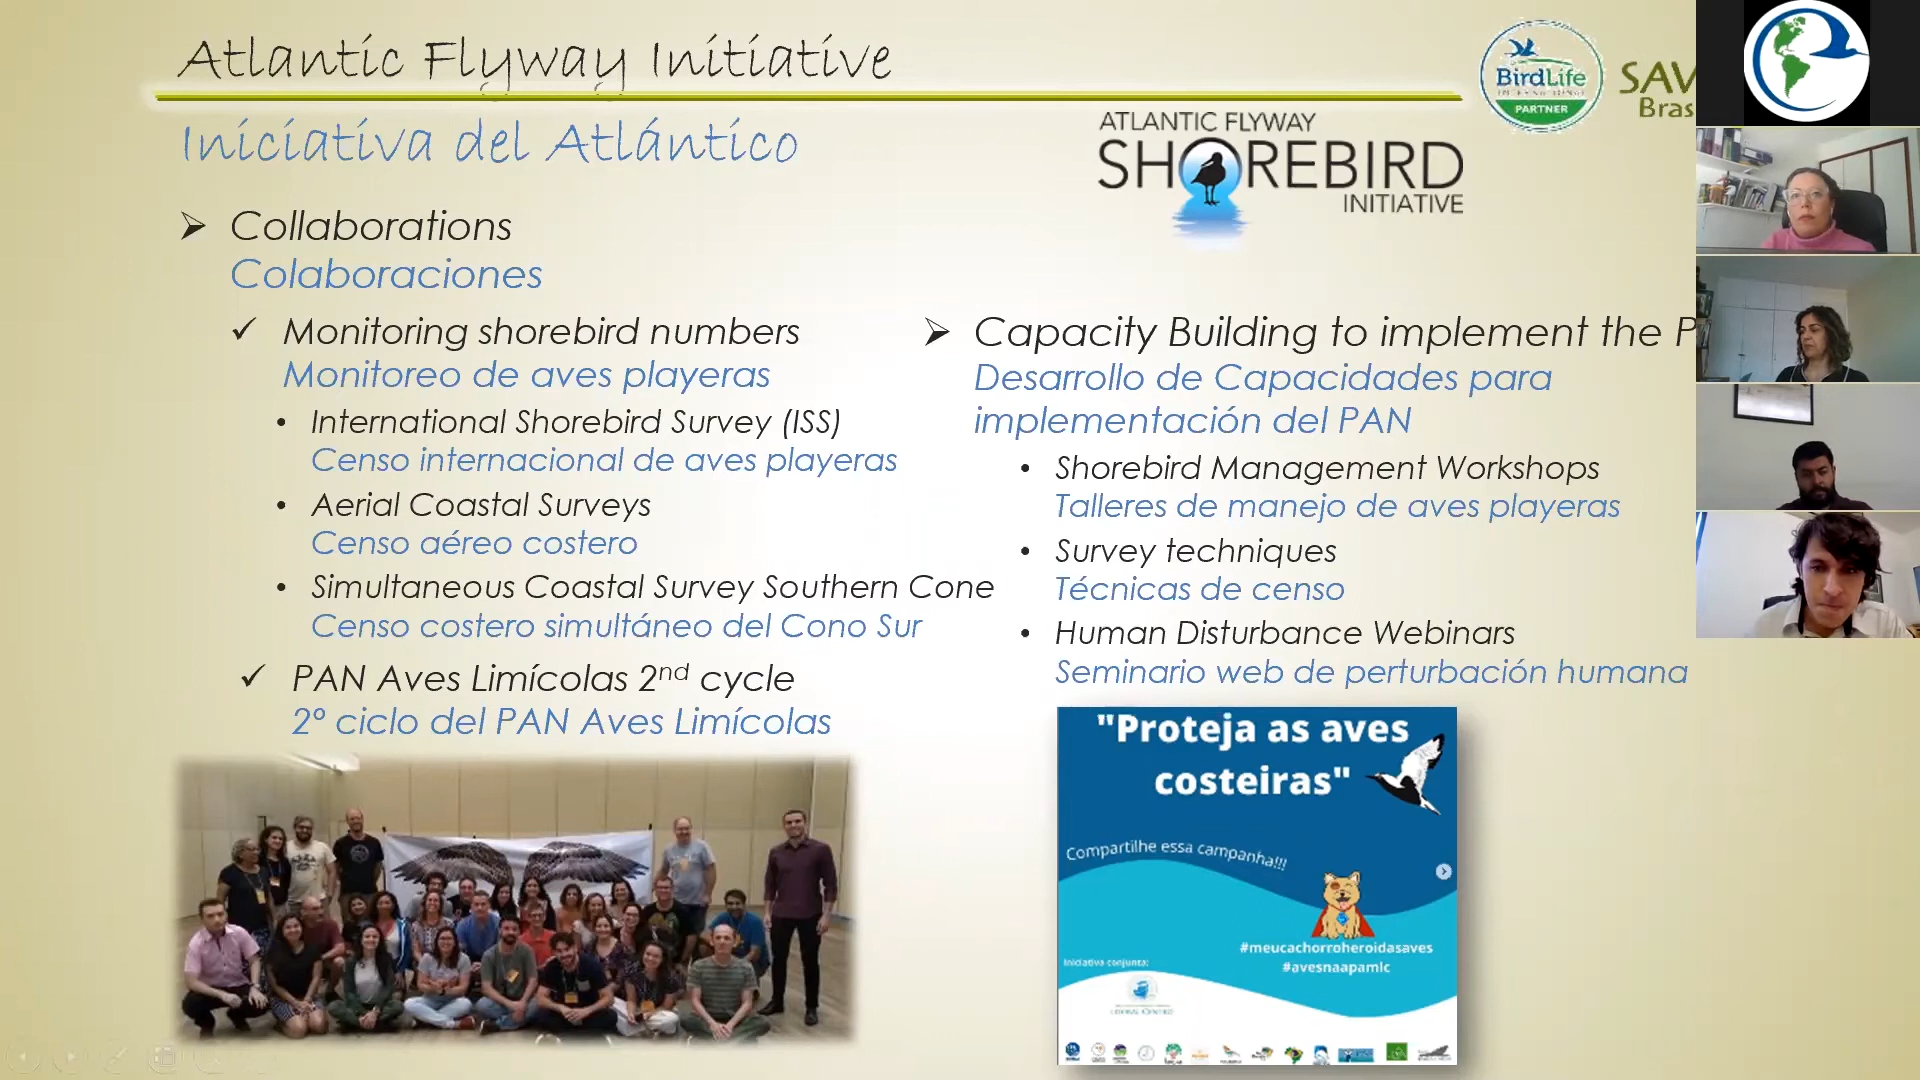 Atlantic Flyway Initiative
Iniciativa del Atlántico
BirdLife
INTERNATIONAL
PARTNER
SAV
Bras
ATLANTIC FLYWAY
SHOREBIRD
INITIATIVE
➢ Collaborations
Colaboraciones
✓ Monitoring shorebird numbers
Monitoreo de aves playeras
• International Shorebird Survey (ISS)
Censo internacional de aves playeras
• Aerial Coastal Surveys
Censo aéreo costero
• Simultaneous Coastal Survey Southern Cone
Censo costero simultáneo del Cono Sur
✓ PAN Aves Limícolas 2nd cycle
2º ciclo del PAN Aves Limícolas
➢ Capacity Building to implement the P
Desarrollo de Capacidades para
implementación del PAN
• Shorebird Management Workshops
Talleres de manejo de aves playeras
• Survey techniques
Técnicas de censo
• Human Disturbance Webinars
Seminario web de perturbación humana
"Proteja as aves
costeiras"
Compartilhe essa campanha!!!
#meucachorroheroidasaves
#avesnaapamlc
Iniciativa conjunta: